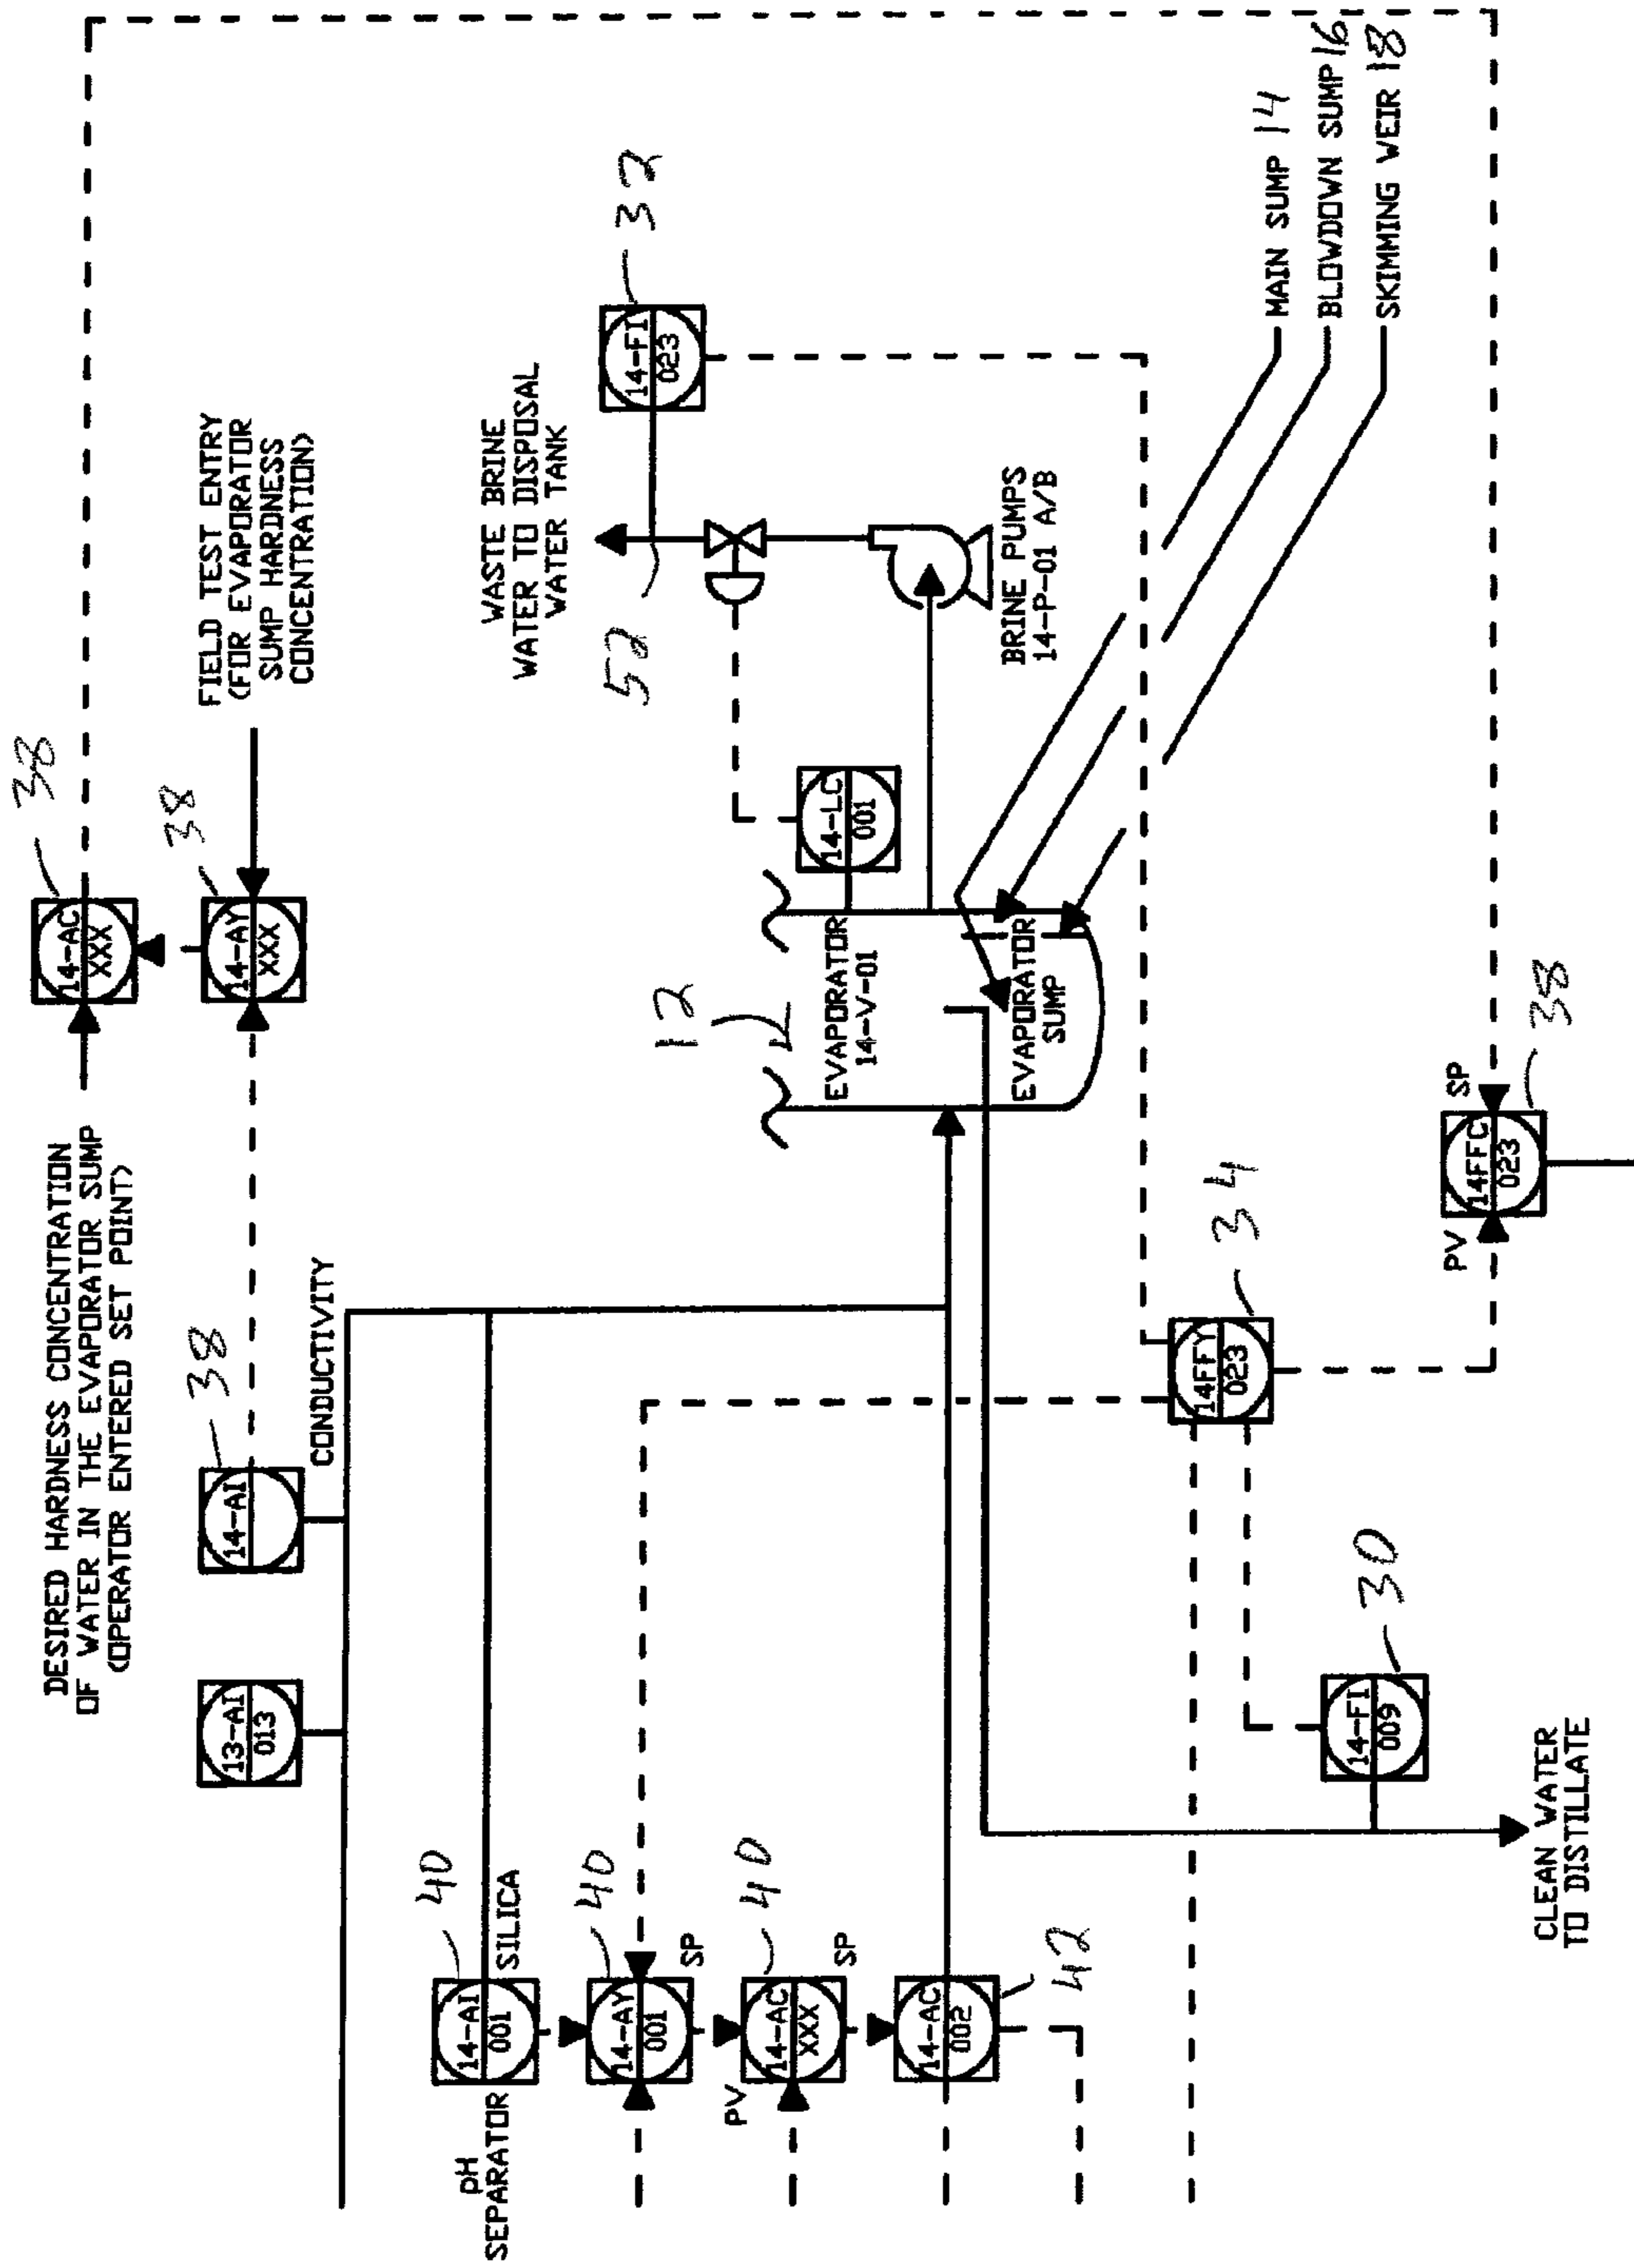 DESIRED HARDNESS CONCENTRATION
OF WATER IN THE EVAPORATOR SUMP
(OPERATOR ENTERED SET POINT)
14-AC
XXX
38
13-AI
013
14-AI
38
CONDUCTIVITY
14-AY
XXX
38
FIELD TEST ENTRY
(FOR EVAPORATOR
SUMP HARDNESS
CONCENTRATION)
pH
SEPARATOR
14-AI
001
40
SILICA
14-AY
001
40
SP
PV
14-AC
XXX
40
SP
14-AC
002
42
12
EVAPORATOR
14-V-01
EVAPORATOR
SUMP
14-LC
001
WASTE BRINE
WATER TO DISPOSAL
WATER TANK
52
14-FI
023
32
BRINE PUMPS
14-P-01 A/B
MAIN SUMP 14
BLOWDOWN SUMP 16
SKIMMING WEIR 18
14FFY
023
34
14-FI
009
30
CLEAN WATER
TO DISTILLATE
PV
14FFC
023
SP
38